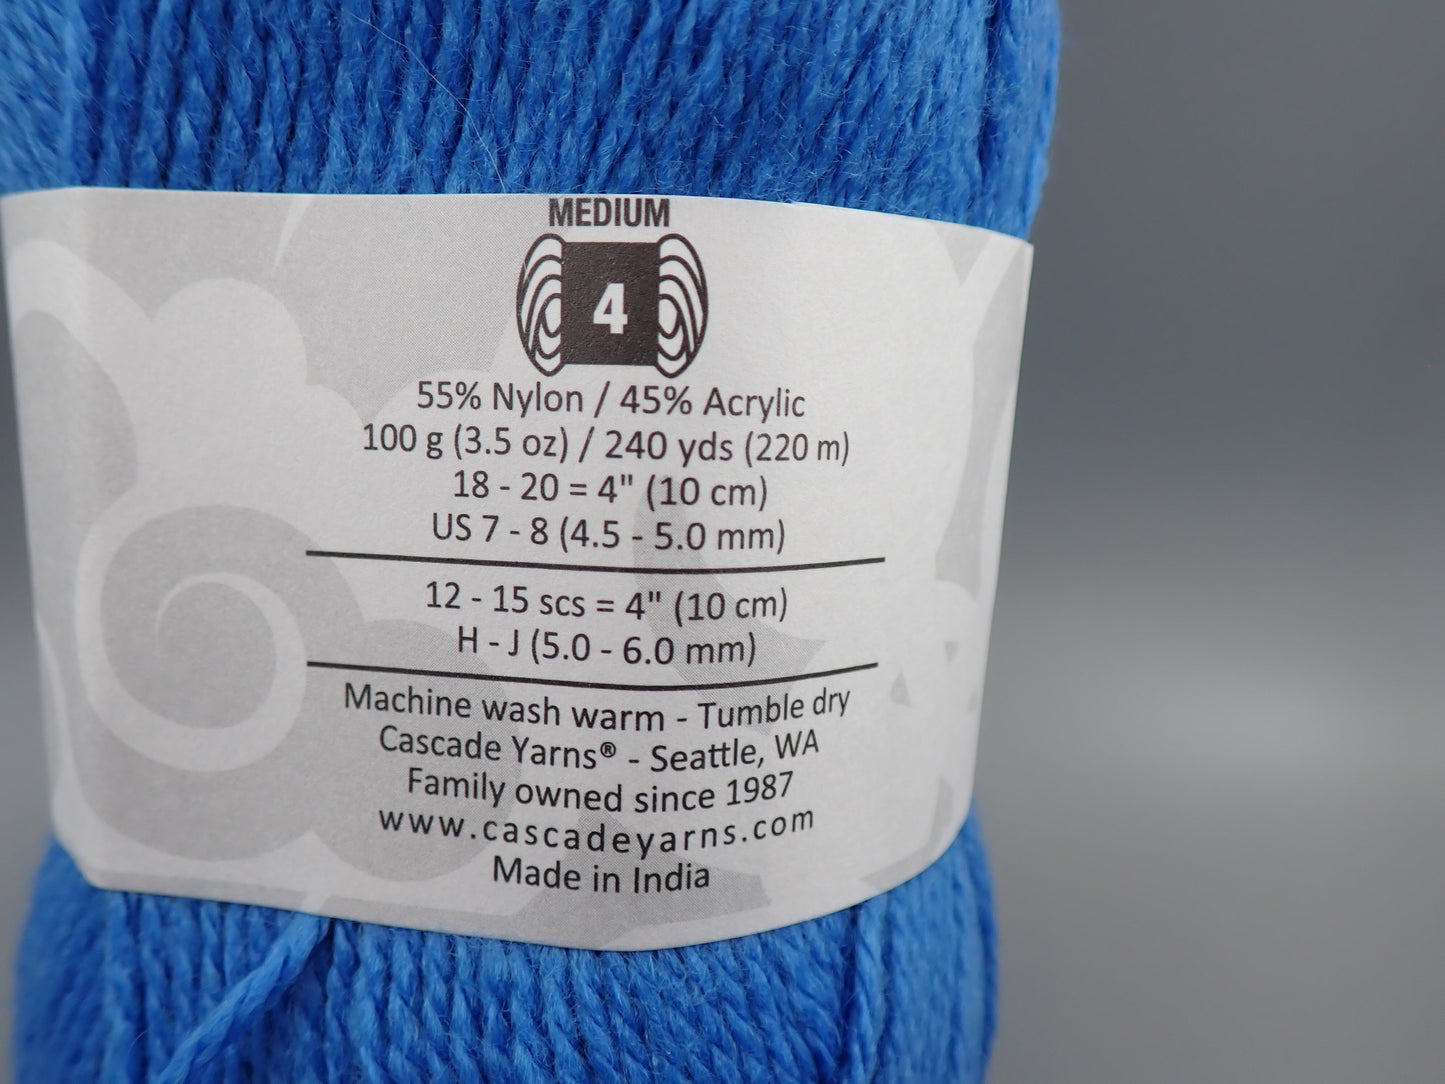 MEDIUM
4
55% Nylon / 45% Acrylic
100 g (3.5 oz) / 240 yds (220 m)
18 - 20 = 4" (10 cm)
US 7 - 8 (4.5 - 5.0 mm)
12 - 15 scs = 4" (10 cm)
H - J (5.0 - 6.0 mm)
Machine wash warm - Tumble dry
Cascade Yarns® - Seattle, WA
Family owned since 1987
www.cascadeyarns.com
Made in India